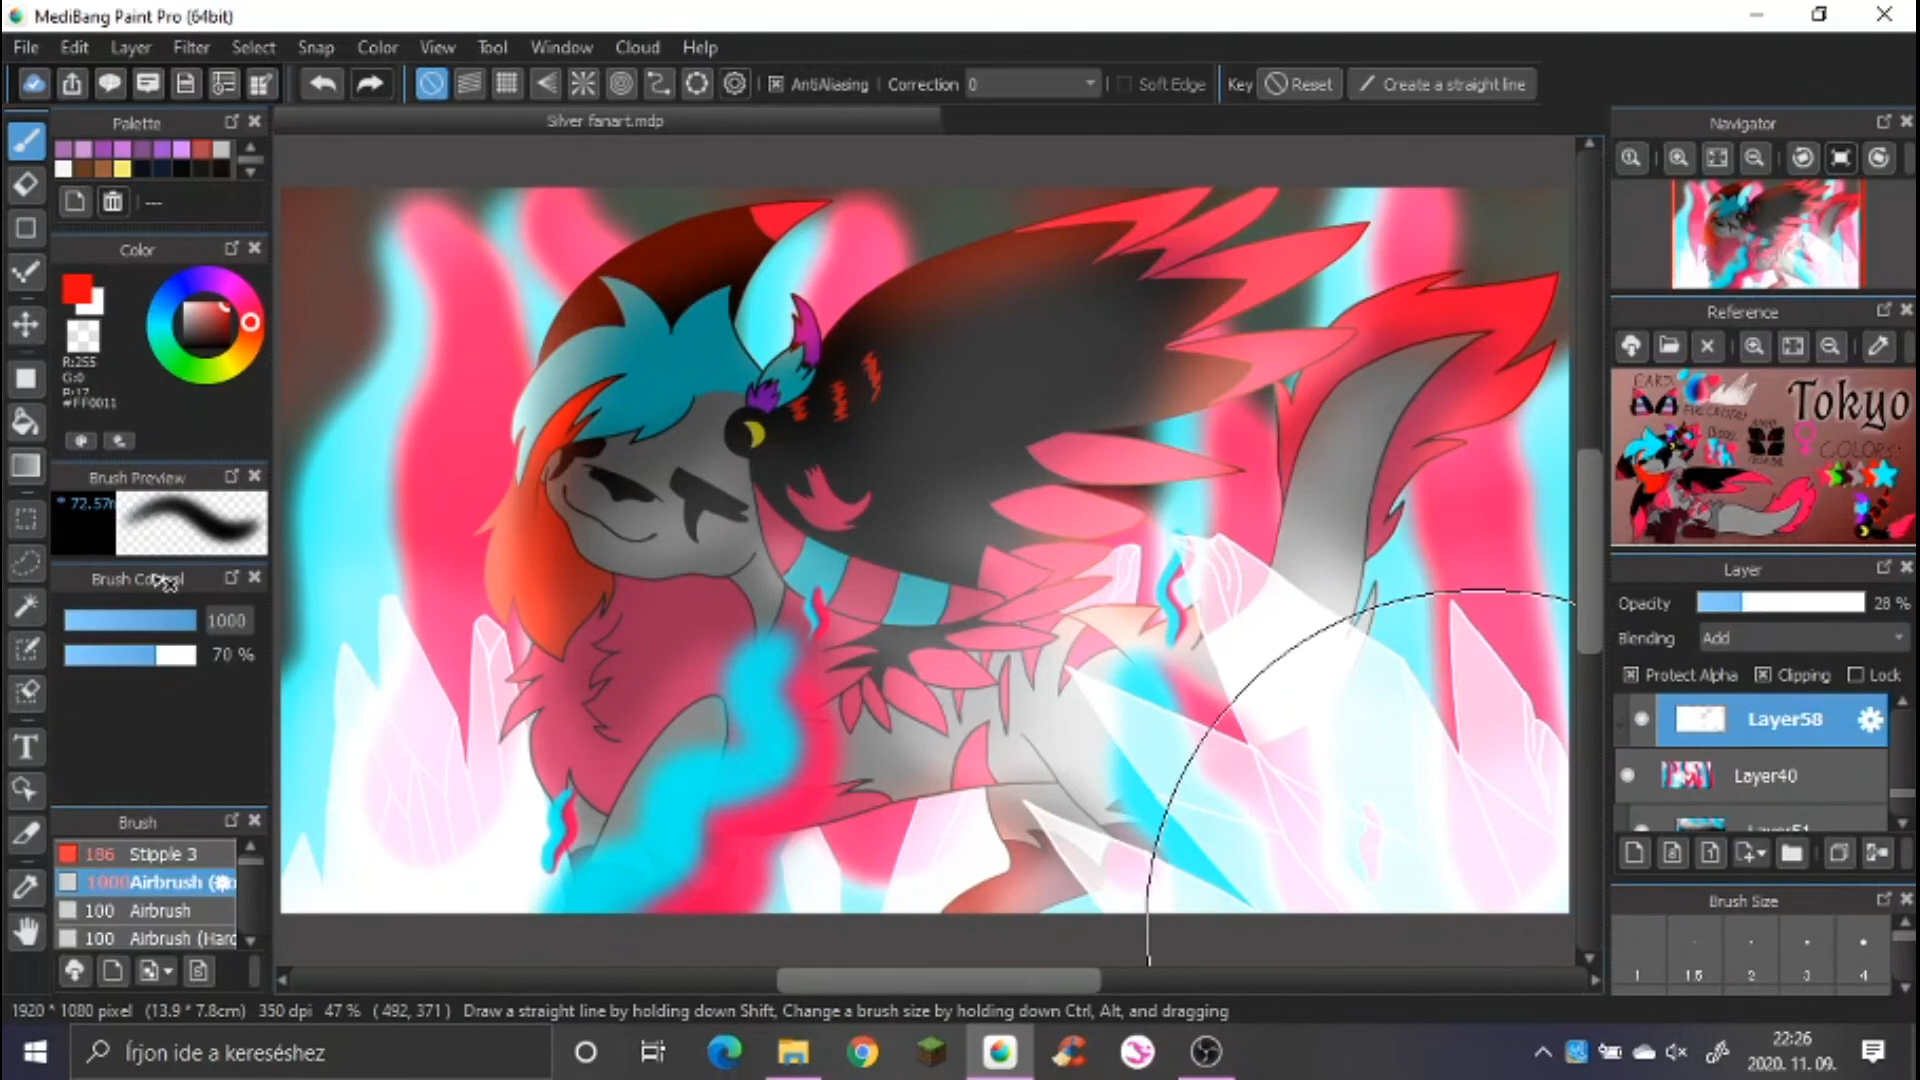 MediBang Paint Pro (64bit)
File Edit Layer Filter Select Snap Color View Tool Window Cloud Help
AntiAliasing Correction 0 Soft Edge Key Reset Create a straight line
Palette
Silver fanart.mdp
Navigator
---
Color
R:255
G:0
B:17
#FF0011
Reference
Tokyo
COLORS:
Brush Preview
* 72.57
Brush Control
1000
70 %
Layer
Opacity 28 %
Blending Add
Protect Alpha Clipping Lock
Layer58
Layer40
Layer51
Brush
186 Stipple 3
1000 Airbrush
100 Airbrush
100 Airbrush (Hard
Brush Size
1 1.5 2 3 4
1920 * 1080 pixel (13.9 * 7.8cm) 350 dpi 47 % ( 492, 371 ) Draw a straight line by holding down Shift, Change a brush size by holding down Ctrl, Alt, and dragging
Írjon ide a kereséshez
22:26
2020. 11. 09.